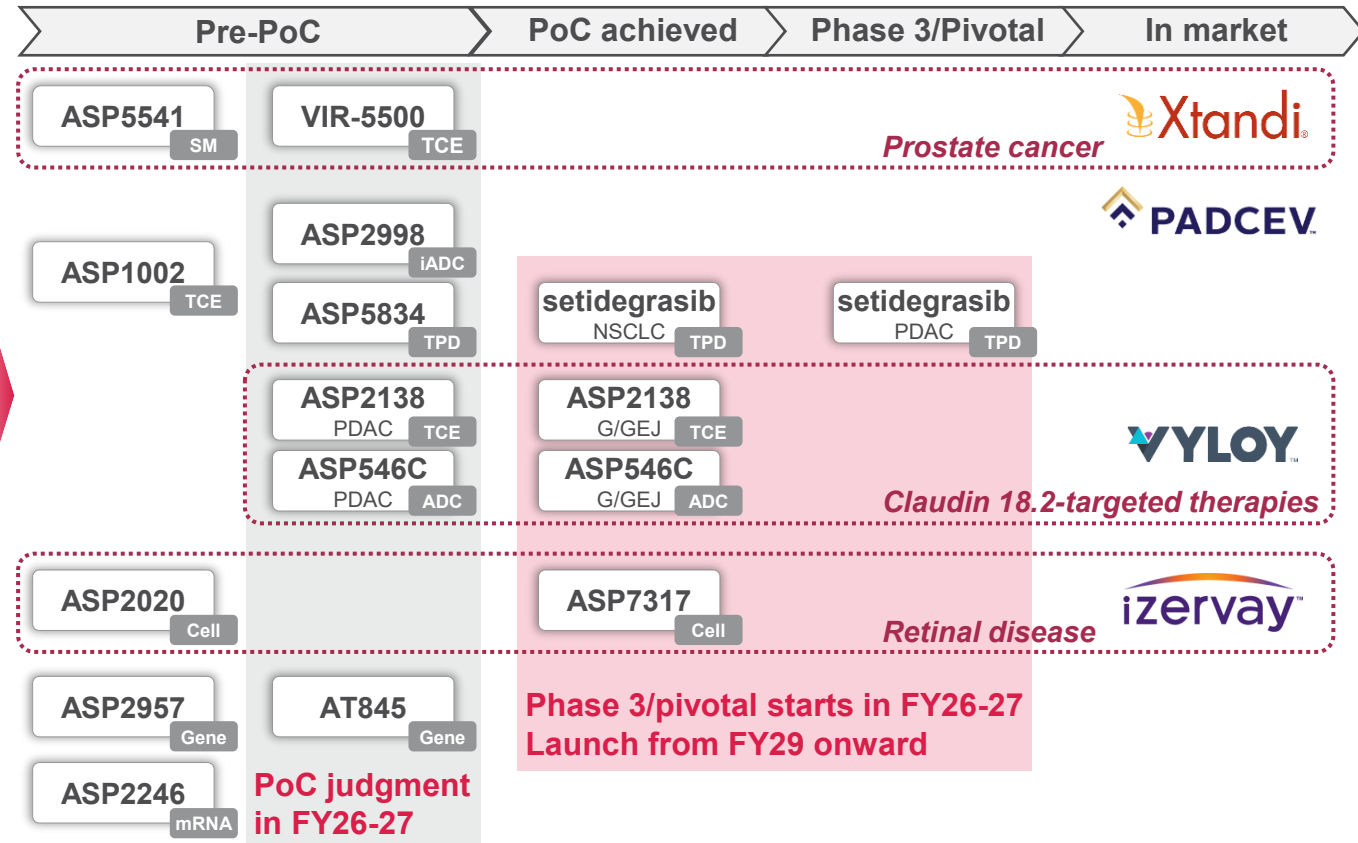 Pre-PoC
PoC achieved
Phase 3/Pivotal
In market
ASP5541
SM
VIR-5500
TCE
Prostate cancer
Xtandi®
PADCEV™
ASP1002
TCE
ASP2998
iADC
ASP5834
TPD
setidegrasib
NSCLC
TPD
setidegrasib
PDAC
TPD
ASP2138
PDAC
TCE
ASP2138
G/GEJ
TCE
ASP546C
PDAC
ADC
ASP546C
G/GEJ
ADC
VYLOY™
Claudin 18.2-targeted therapies
ASP2020
Cell
ASP7317
Cell
Retinal disease
izervay™
ASP2957
Gene
AT845
Gene
Phase 3/pivotal starts in FY26-27
Launch from FY29 onward
ASP2246
mRNA
PoC judgment
in FY26-27